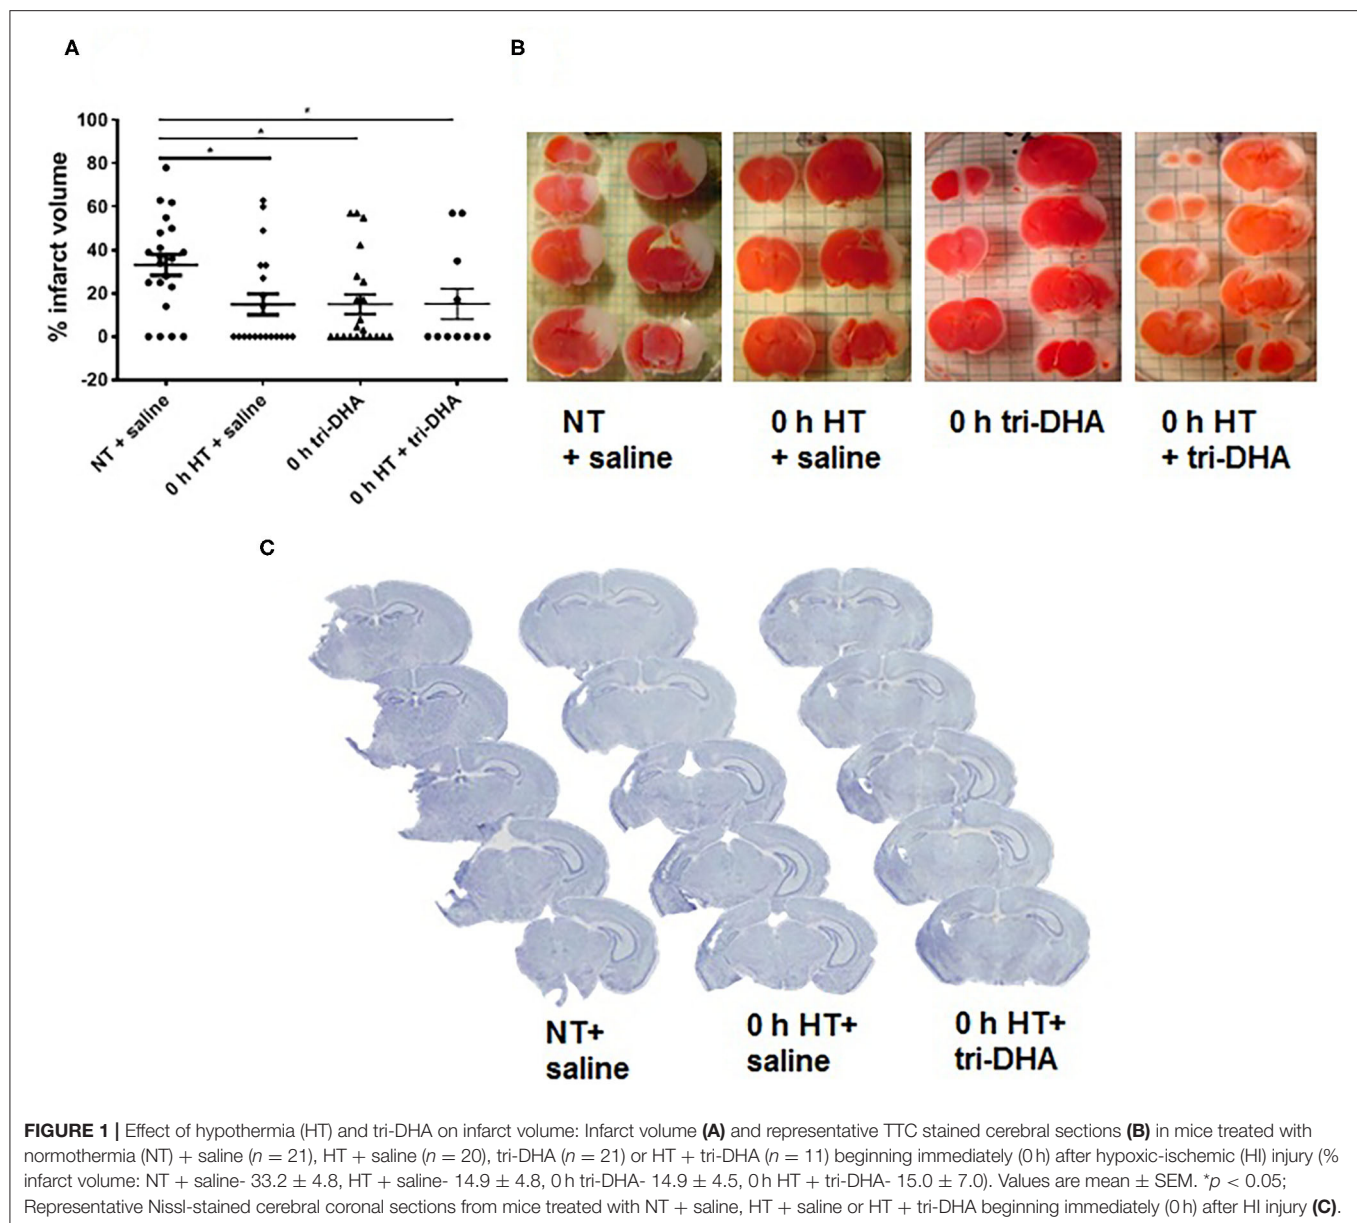 A
B
*
*
*
100
80
60
40
20
0
-20
% infarct volume
NT + saline
0 h HT + saline
0 h tri-DHA
0 h HT + tri-DHA
NT
+ saline
0 h HT
+ saline
0 h tri-DHA
0 h HT
+ tri-DHA
C
NT+
saline
0 h HT+
saline
0 h HT+
tri-DHA
FIGURE 1 | Effect of hypothermia (HT) and tri-DHA on infarct volume: Infarct volume (A) and representative TTC stained cerebral sections (B) in mice treated with
normothermia (NT) + saline (n = 21), HT + saline (n = 20), tri-DHA (n = 21) or HT + tri-DHA (n = 11) beginning immediately (0 h) after hypoxic-ischemic (HI) injury (%
infarct volume: NT + saline- 33.2 ± 4.8, HT + saline- 14.9 ± 4.8, 0 h tri-DHA- 14.9 ± 4.5, 0 h HT + tri-DHA- 15.0 ± 7.0). Values are mean ± SEM. *p < 0.05;
Representative Nissl-stained cerebral coronal sections from mice treated with NT + saline, HT + saline or HT + tri-DHA beginning immediately (0 h) after HI injury (C).